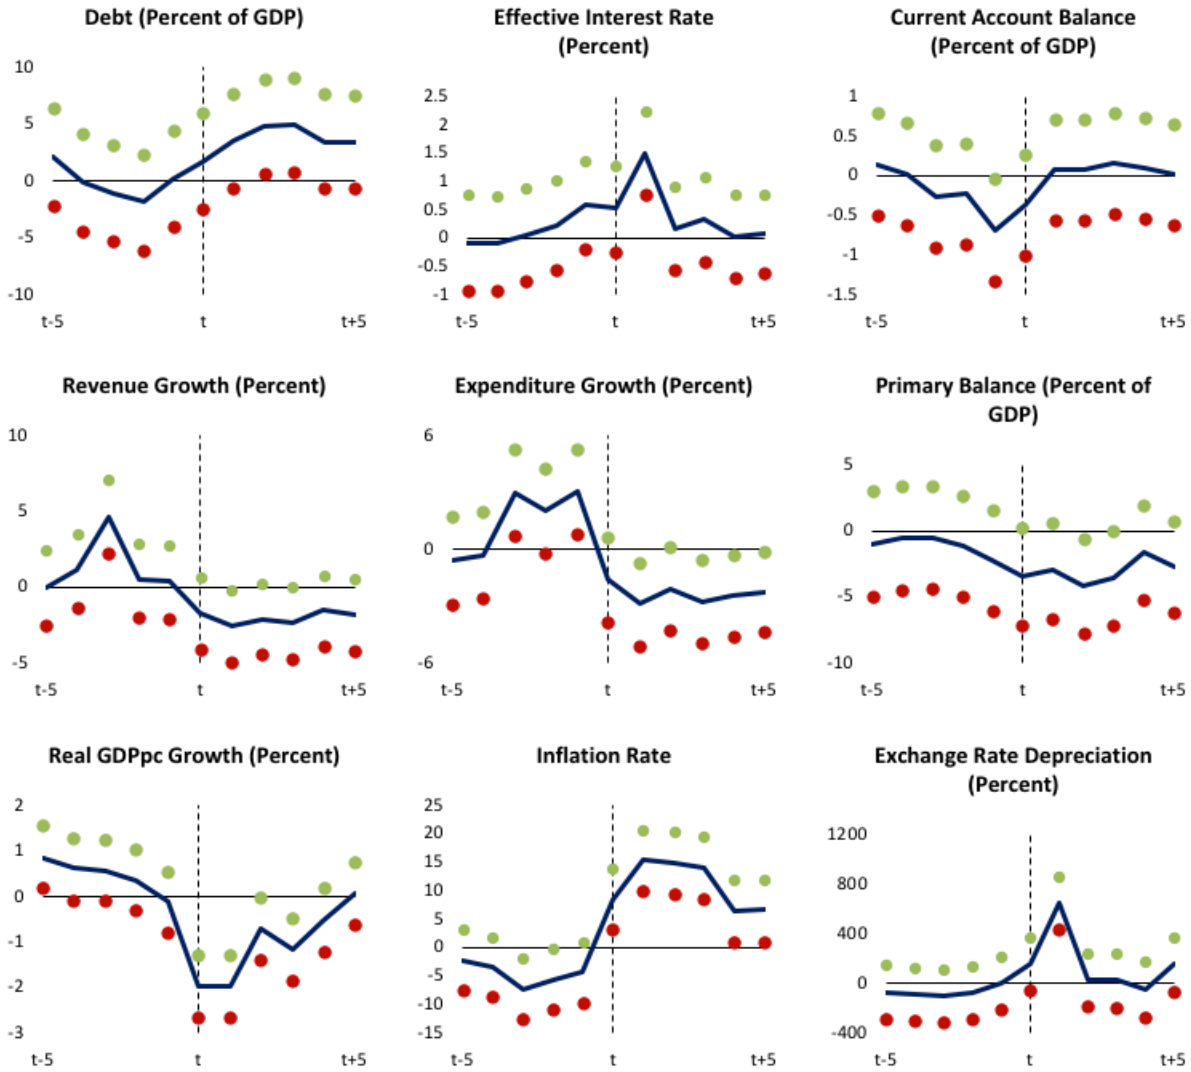 Debt (Percent of GDP)
10
5
0
-5
-10
t-5
t
t+5
Effective Interest Rate
(Percent)
2.5
2
1.5
1
0.5
0
-0.5
-1
t-5
t
t+5
Current Account Balance
(Percent of GDP)
1
0.5
0
-0.5
-1
-1.5
t-5
t
t+5
Revenue Growth (Percent)
10
5
0
-5
t-5
t
t+5
Expenditure Growth (Percent)
6
0
-6
t-5
t
t+5
Primary Balance (Percent of
GDP)
5
0
-5
-10
t-5
t
t+5
Real GDPpc Growth (Percent)
2
1
0
-1
-2
-3
t-5
t
t+5
Inflation Rate
25
20
15
10
5
0
-5
-10
-15
t-5
t
t+5
Exchange Rate Depreciation
(Percent)
1200
800
400
0
-400
t-5
t
t+5